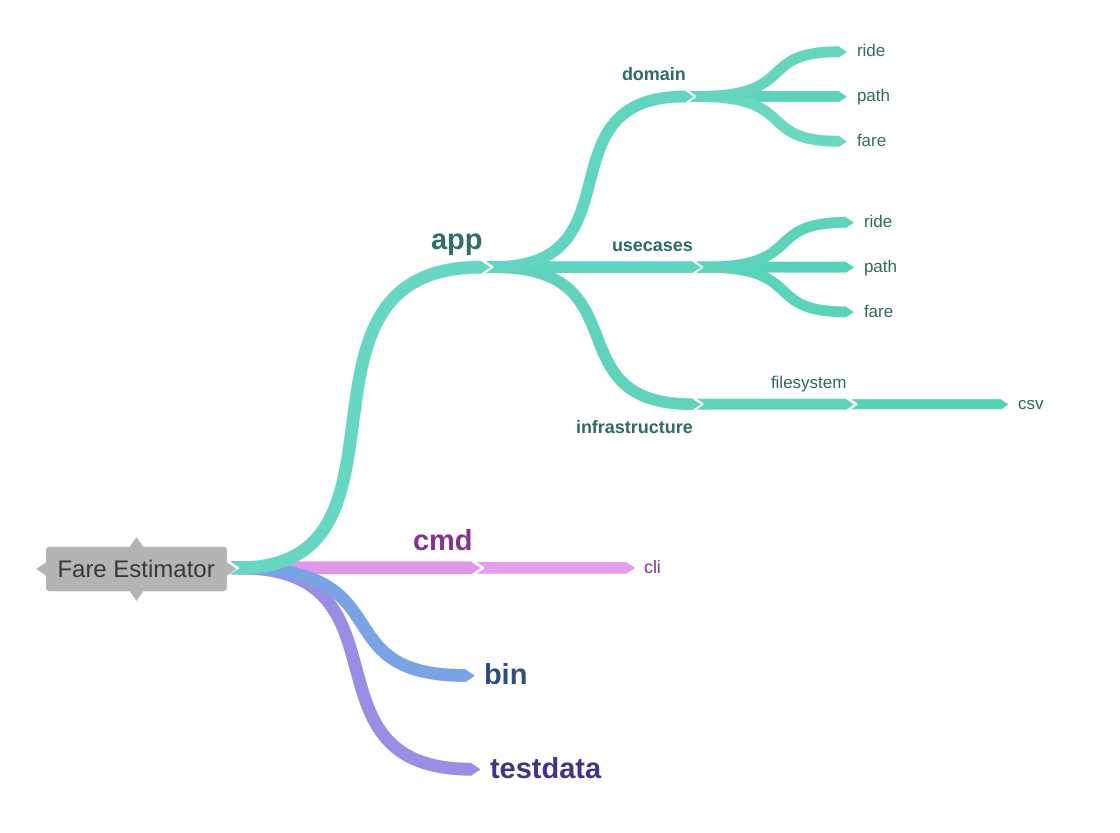 ride
domain
path
fare
ride
app
usecases
path
fare
filesystem
csv
infrastructure
cmd
Fare Estimator
cli
bin
testdata